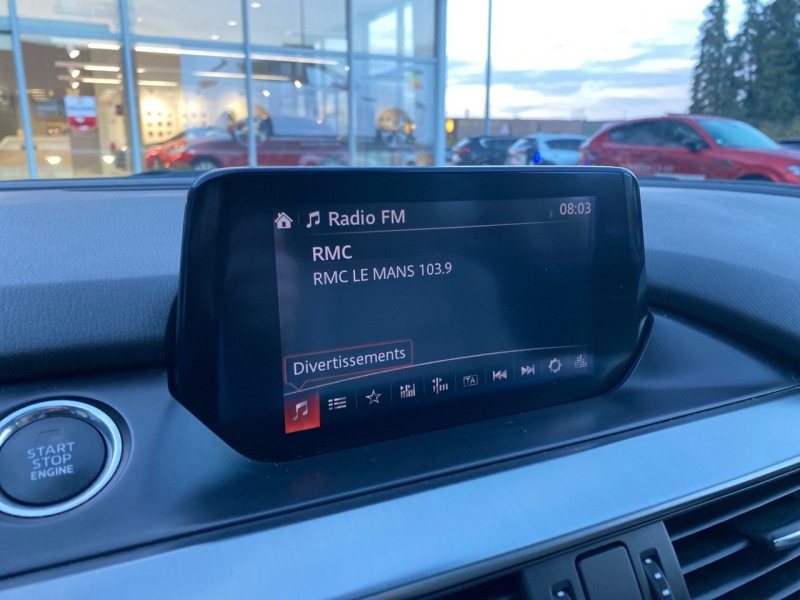 Radio FM
08:03
RMC
RMC LE MANS 103.9
Divertissements
TA
START
STOP
ENGINE